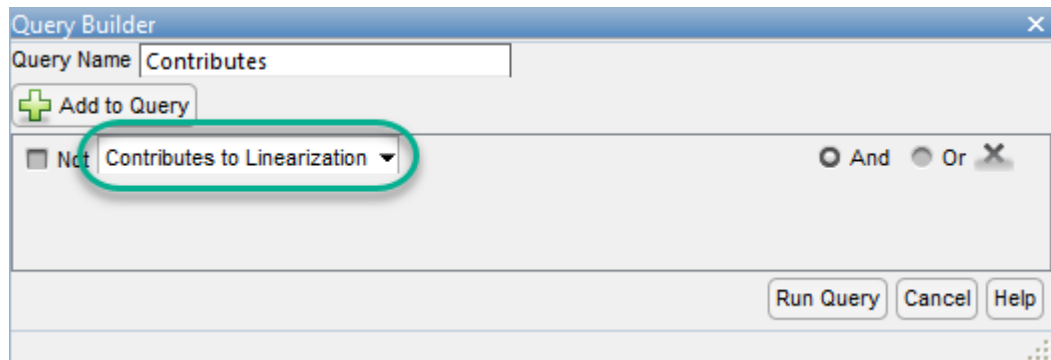 Query Builder
Query Name Contributes
Add to Query
Not Contributes to Linearization And Or
Run Query Cancel Help